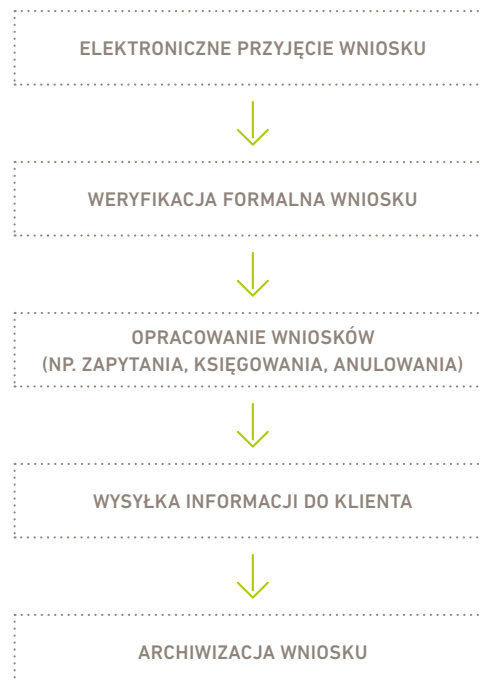 ELEKTRONICZNE PRZYJĘCIE WNIOSKU
WERYFIKACJA FORMALNA WNIOSKU
OPRACOWANIE WNIOSKÓW
(NP. ZAPYTANIA, KSIĘGOWANIA, ANULOWANIA)
WYSYŁKA INFORMACJI DO KLIENTA
ARCHIWIZACJA WNIOSKU